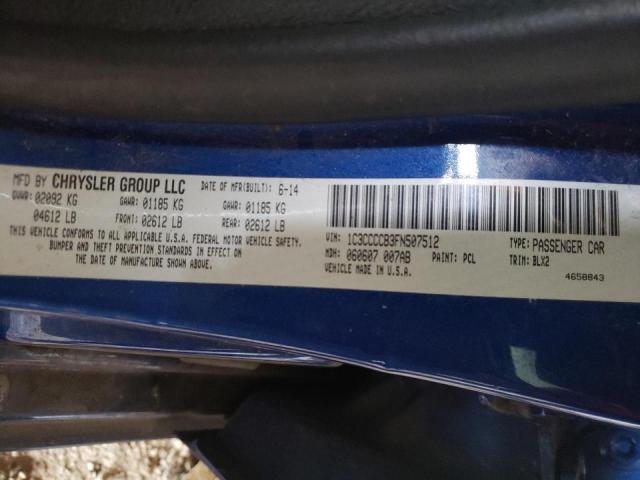 MFD BY CHRYSLER GROUP LLC DATE OF MFR(BUILT): 6-14
GVWR: 02092 KG GAWR: 01185 KG GAWR: 01185 KG
04612 LB FRONT: 02612 LB REAR: 02612 LB
THIS VEHICLE CONFORMS TO ALL APPLICABLE U.S.A. FEDERAL MOTOR VEHICLE SAFETY,
BUMPER AND THEFT PREVENTION STANDARDS IN EFFECT ON
THE DATE OF MANUFACTURE SHOWN ABOVE.
VIN: 1C3CCCCB3FN507512 TYPE: PASSENGER CAR
MDH: 060607 007AB PAINT: PCL TRIM: BLX2
VEHICLE MADE IN U.S.A. 4658843